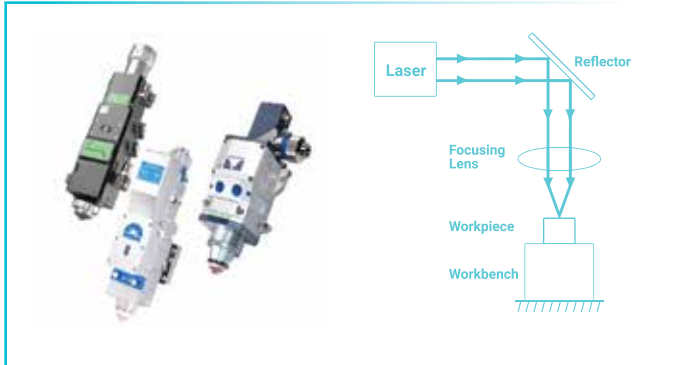 Laser
Reflector
Focusing
Lens
Workpiece
Workbench